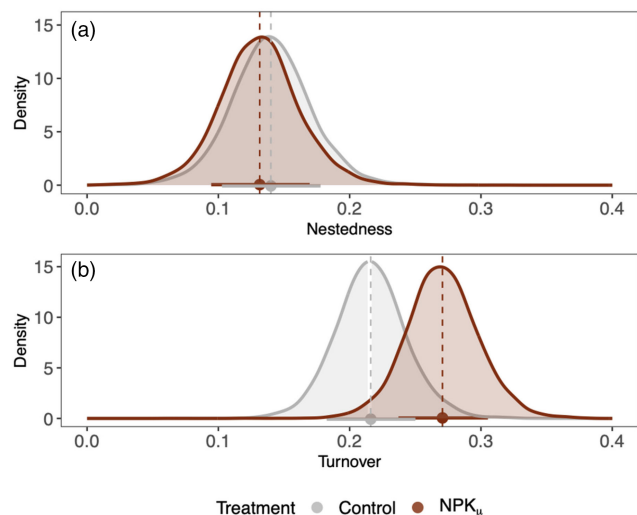 (a)
Density
15
10
5
0
0.0 0.1 0.2 0.3 0.4
Nestedness
(b)
Density
15
10
5
0
0.0 0.1 0.2 0.3 0.4
Turnover
Treatment Control NPKμ